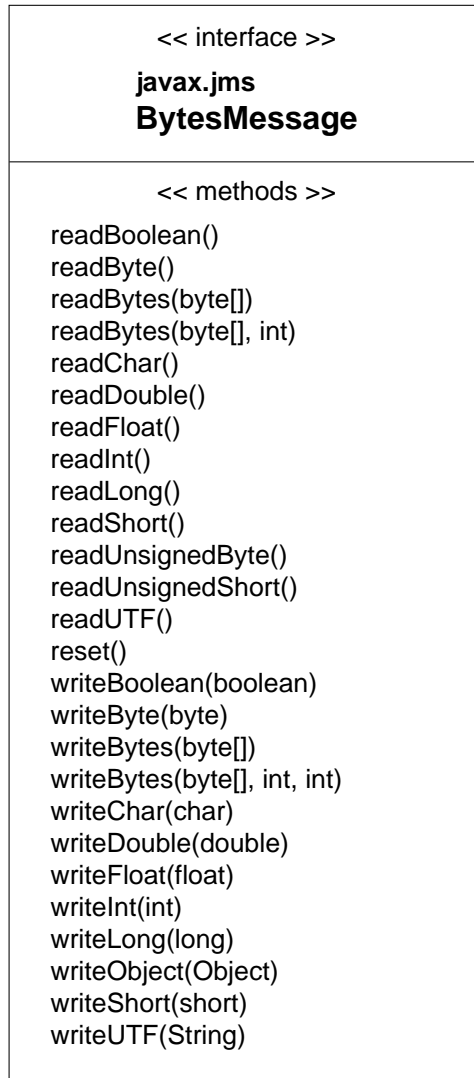 << interface >>
javax.jms
BytesMessage
<< methods >>
readBoolean()
readByte()
readBytes(byte[])
readBytes(byte[], int)
readChar()
readDouble()
readFloat()
readInt()
readLong()
readShort()
readUnsignedByte()
readUnsignedShort()
readUTF()
reset()
writeBoolean(boolean)
writeByte(byte)
writeBytes(byte[])
writeBytes(byte[], int, int)
writeChar(char)
writeDouble(double)
writeFloat(float)
writeInt(int)
writeLong(long)
writeObject(Object)
writeShort(short)
writeUTF(String)